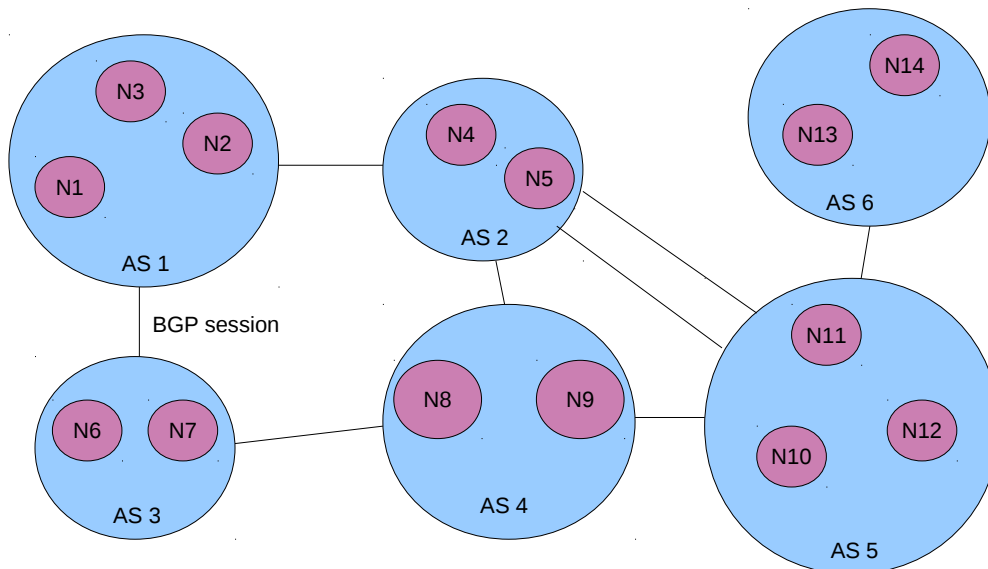 N3
N2
N1
AS 1
N4
N5
AS 2
N14
N13
AS 6
BGP session
N6
N7
AS 3
N8
N9
AS 4
N11
N12
N10
AS 5